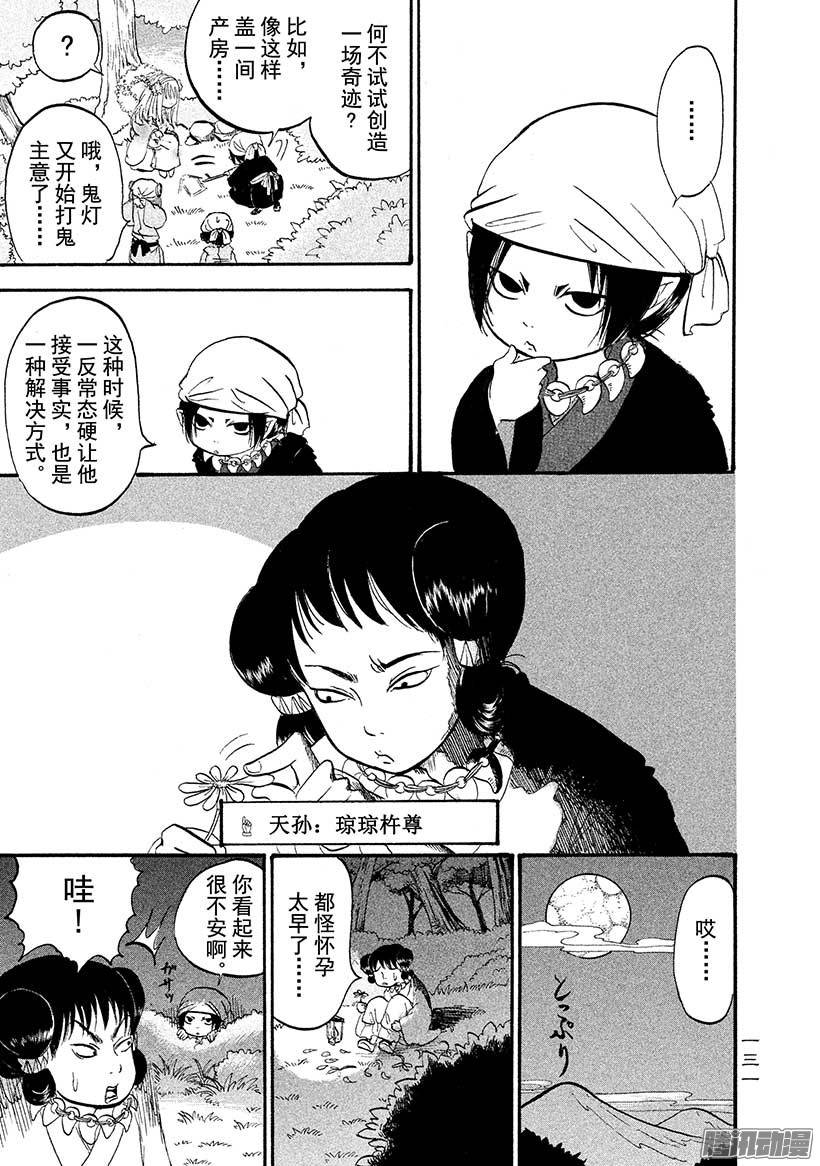 ……
何不试试创造
一场奇迹?
比如,
像这样
盖一间
产房……
?
哦,鬼灯
又开始打鬼
主意了……
这种时候,
一反常态硬让他
接受事实,也是
一种解决方式。
天孙:琼琼杵尊
哎……
とっぷり
都怪怀孕
太早了……
你看起来
很不安啊。
ガサッ
哇!
一三一
腾讯动漫